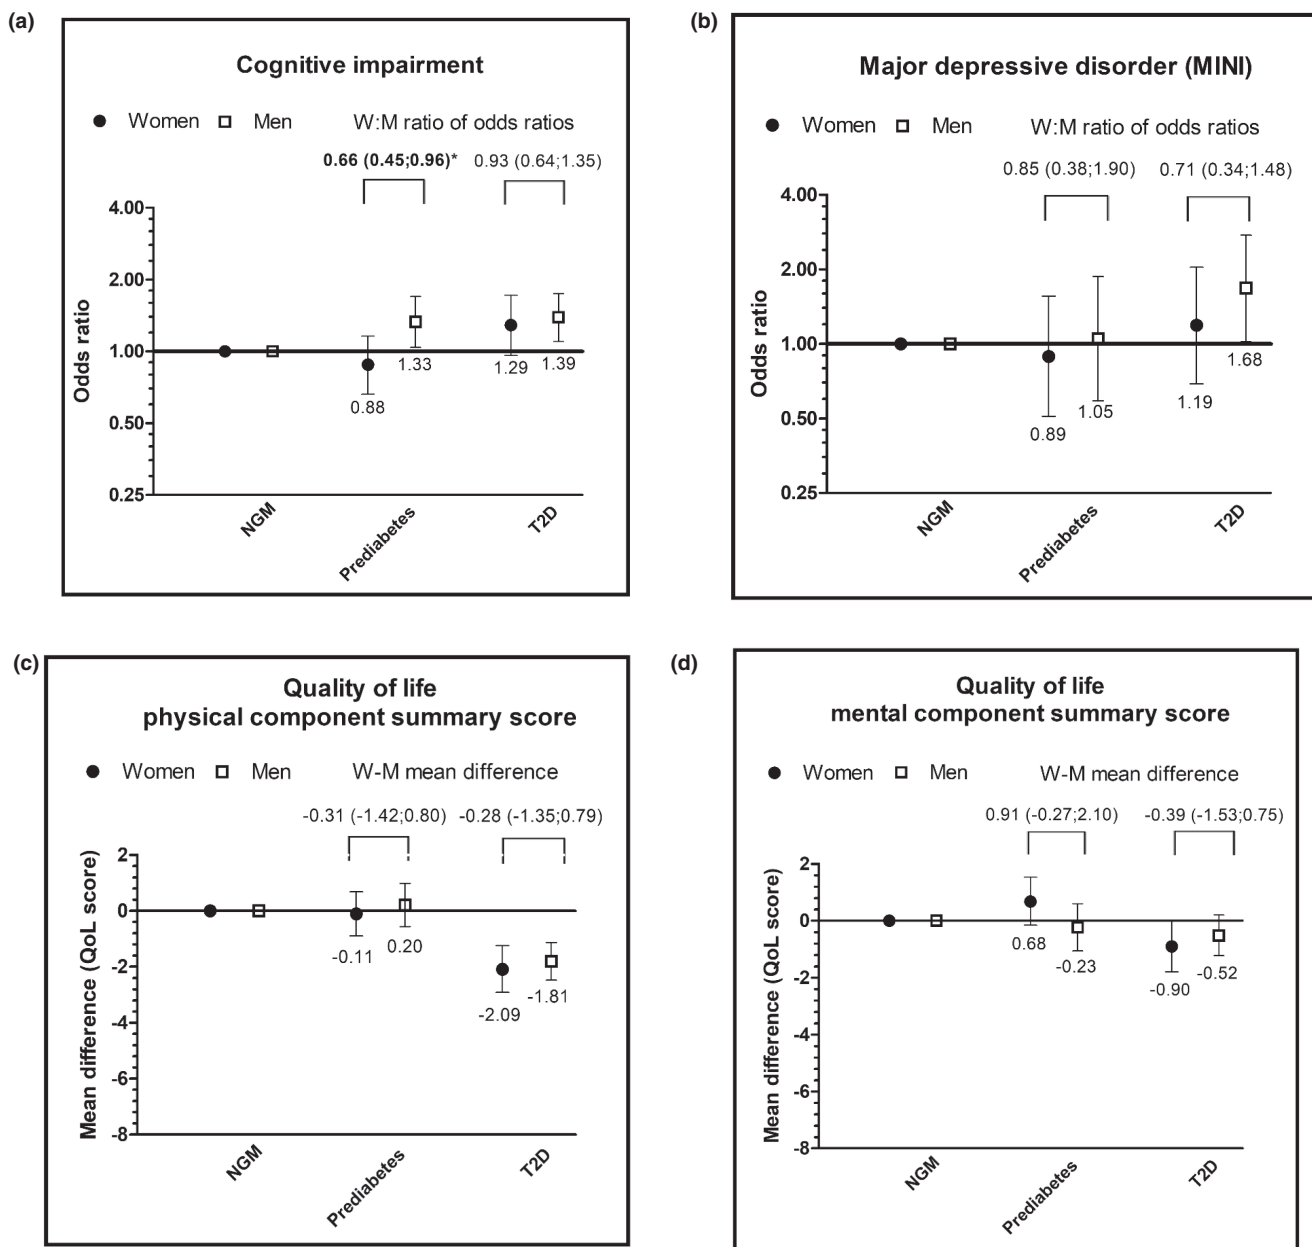 (a)
Cognitive impairment
Women Men W:M ratio of odds ratios
0.66 (0.45;0.96)* 0.93 (0.64;1.35)
4.00
2.00
1.00
0.50
0.25
Odds ratio
0.88
1.33
1.29
1.39
NGM
Prediabetes
T2D
(b)
Major depressive disorder (MINI)
Women Men W:M ratio of odds ratios
0.85 (0.38;1.90) 0.71 (0.34;1.48)
4.00
2.00
1.00
0.50
0.25
Odds ratio
0.89
1.05
1.19
1.68
NGM
Prediabetes
T2D
(c)
Quality of life
physical component summary score
Women Men W-M mean difference
-0.31 (-1.42;0.80) -0.28 (-1.35;0.79)
2
0
-2
-4
-6
-8
Mean difference (QoL score)
-0.11
0.20
-2.09
-1.81
NGM
Prediabetes
T2D
(d)
Quality of life
mental component summary score
Women Men W-M mean difference
0.91 (-0.27;2.10) -0.39 (-1.53;0.75)
2
0
-2
-4
-6
-8
Mean difference (QoL score)
0.68
-0.23
-0.90
-0.52
NGM
Prediabetes
T2D